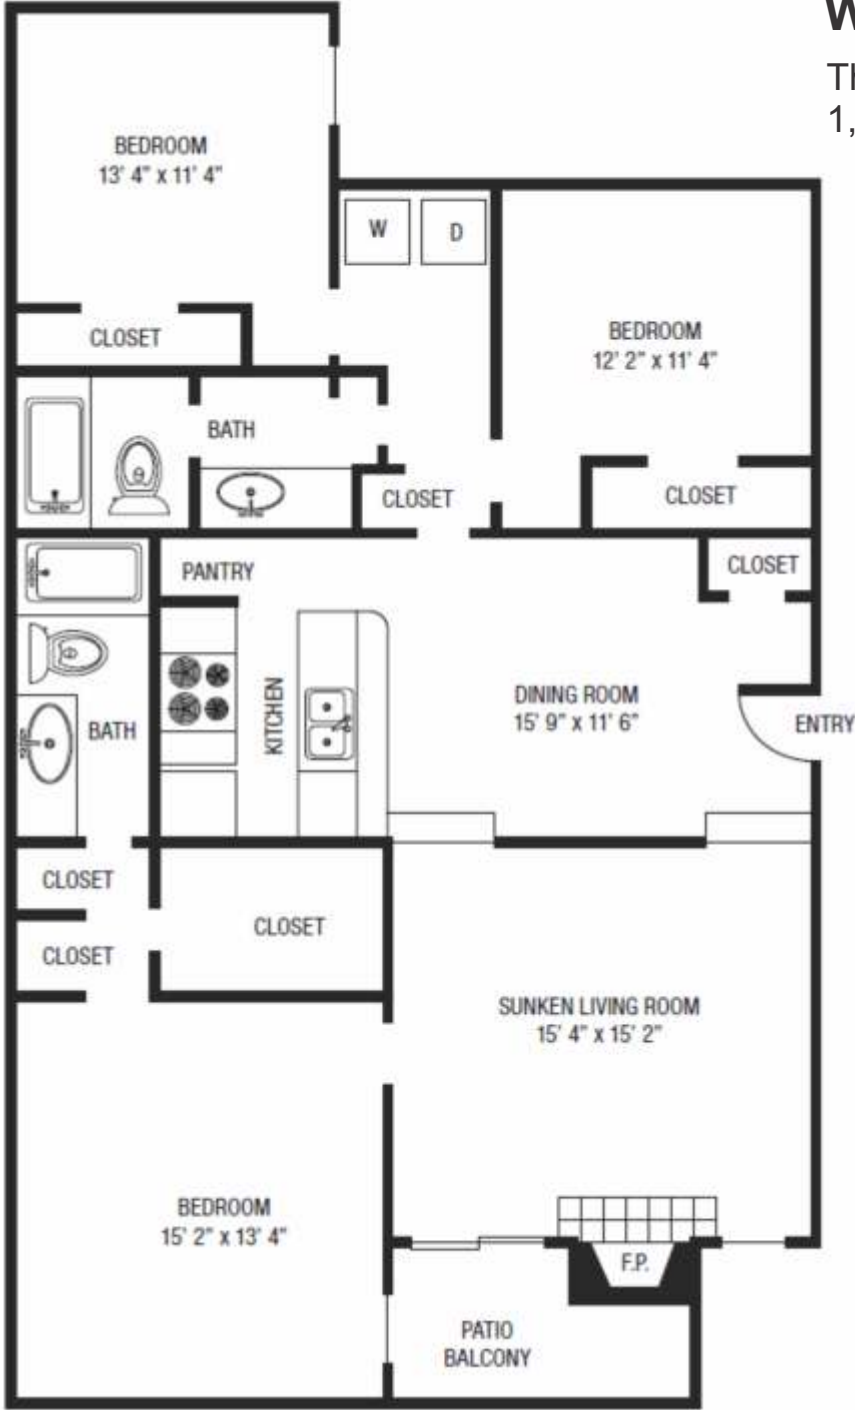 W
Th
1,
BEDROOM
13' 4" x 11' 4"
W
D
CLOSET
BEDROOM
12' 2" x 11' 4"
BATH
CLOSET
CLOSET
PANTRY
CLOSET
KITCHEN
DINING ROOM
15' 9" x 11' 6"
ENTRY
BATH
CLOSET
CLOSET
CLOSET
SUNKEN LIVING ROOM
15' 4" x 15' 2"
BEDROOM
15' 2" x 13' 4"
F.P.
PATIO
BALCONY